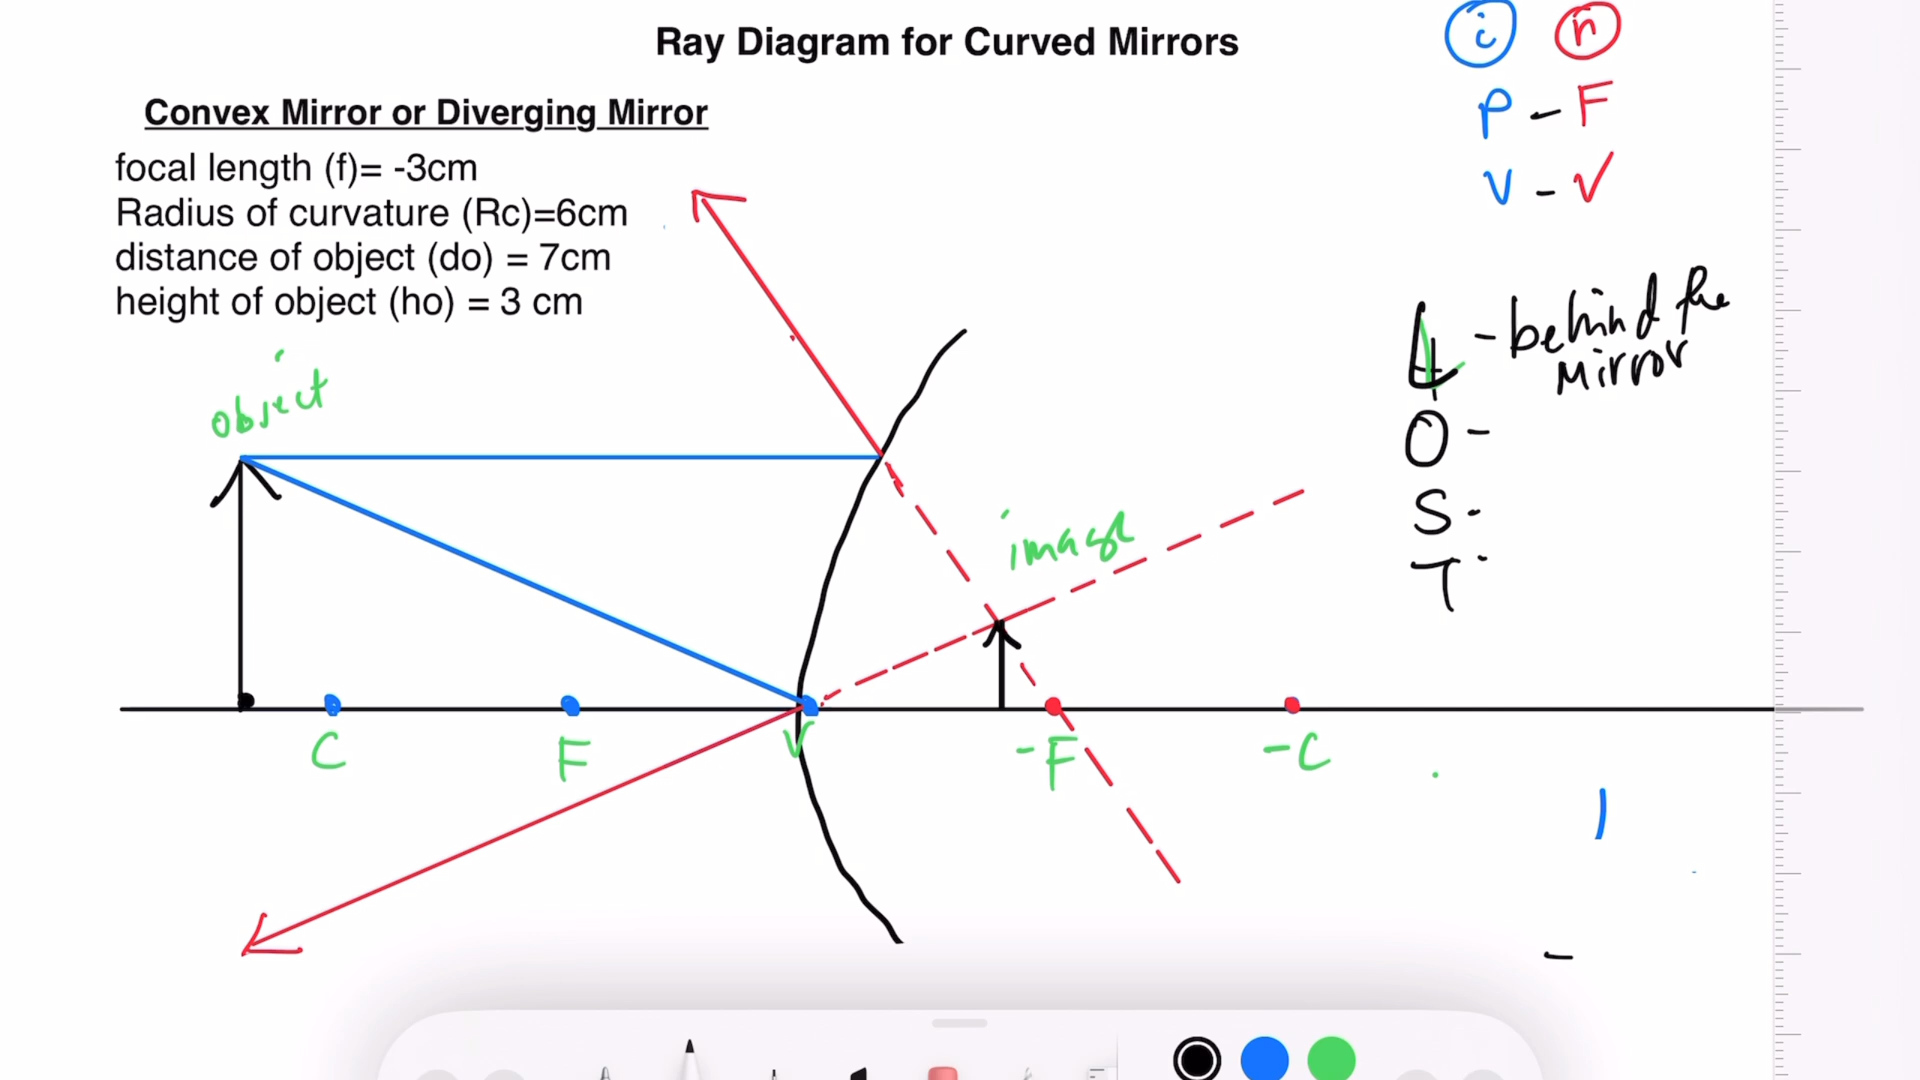 Ray Diagram for Curved Mirrors
Convex Mirror or Diverging Mirror
focal length (f)= -3cm
Radius of curvature (Rc)=6cm
distance of object (do) = 7cm
height of object (ho) = 3 cm
i r
P - F
V - V
L - behind the
Mirror
O -
S -
T -
object
image
C F V -F -C